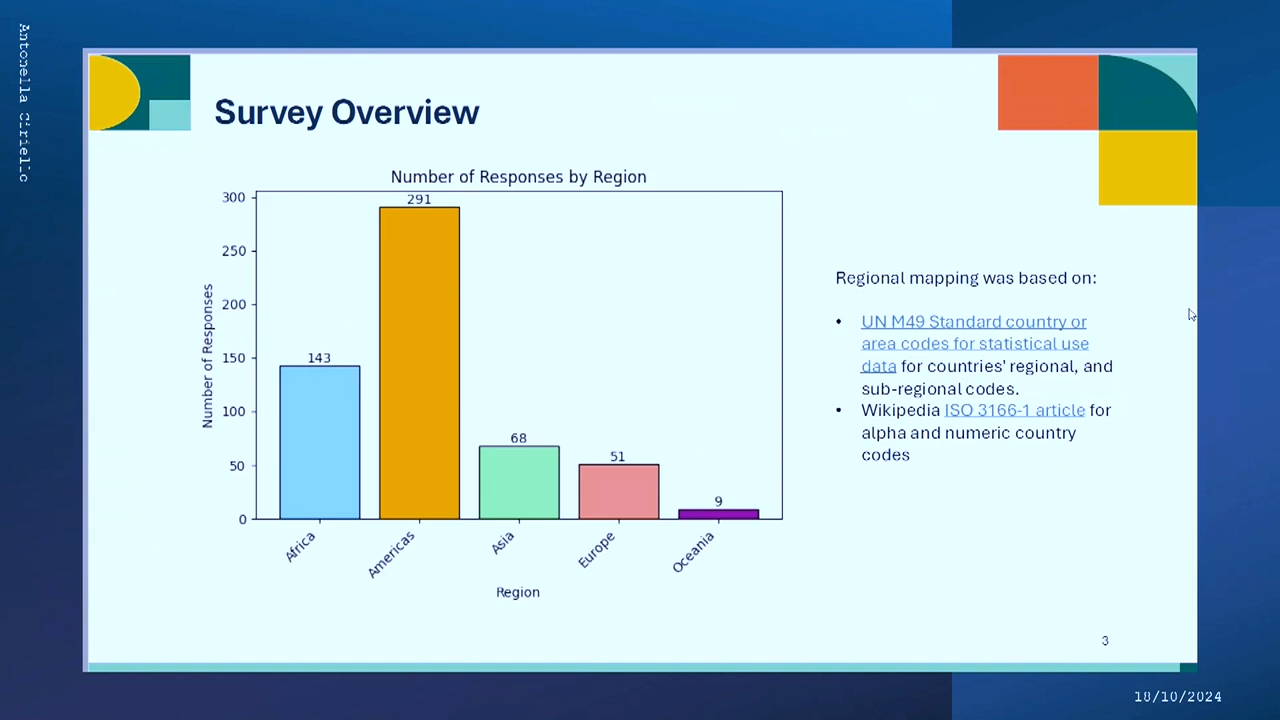 Antonella Ciriello
Survey Overview
Number of Responses by Region
300
250
200
150
100
50
0
Number of Responses
143
291
68
51
9
Africa
Americas
Asia
Europe
Oceania
Region
Regional mapping was based on:
• UN M49 Standard country or
area codes for statistical use
data for countries' regional, and
sub-regional codes.
• Wikipedia ISO 3166-1 article for
alpha and numeric country
codes
3
18/10/2024